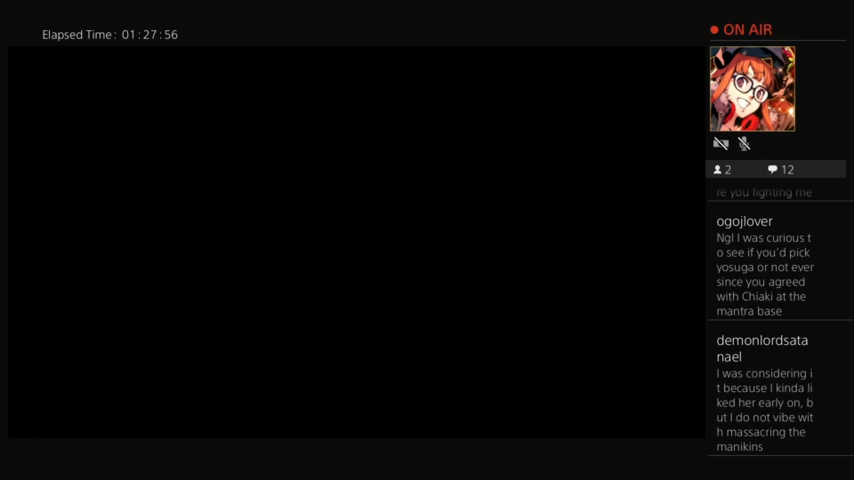 Elapsed Time: 01:27:56
ON AIR
2 12
re you fighting me
ogojlover
Ngl I was curious t
o see if you'd pick
yosuga or not ever
since you agreed
with Chiaki at the
mantra base
demonlordsata
nael
I was considering i
t because I kinda li
ked her early on, b
ut I do not vibe wit
h massacring the
manikins